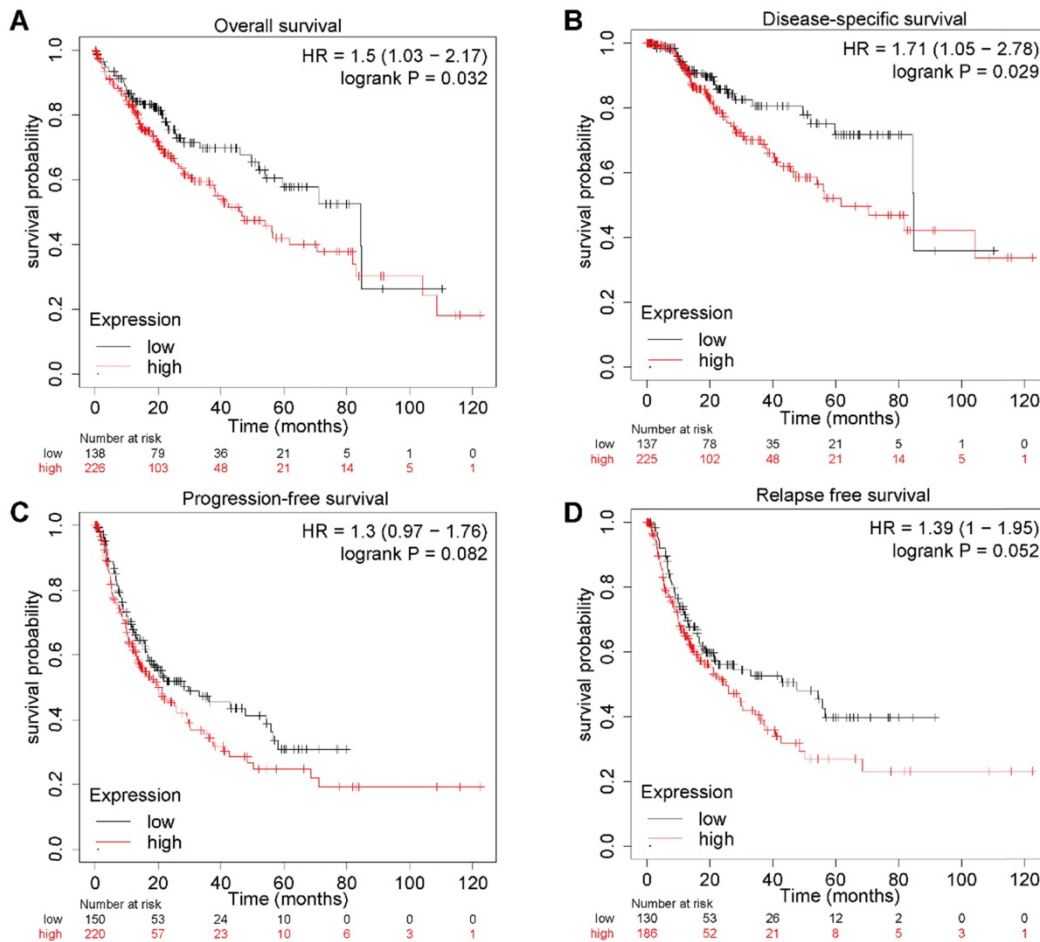 A
Overall survival
HR = 1.5 (1.03 − 2.17)
logrank P = 0.032
survival probability
1.0
0.8
0.6
0.4
0.2
0.0
Expression
low
high
0 20 40 60 80 100 120
Time (months)
Number at risk
low 138 79 36 21 5 1 0
high 226 103 48 21 14 5 1
B
Disease-specific survival
HR = 1.71 (1.05 − 2.78)
logrank P = 0.029
survival probability
1.0
0.8
0.6
0.4
0.2
0.0
Expression
low
high
0 20 40 60 80 100 120
Time (months)
Number at risk
low 137 78 35 21 5 1 0
high 225 102 48 21 14 5 1
C
Progression-free survival
HR = 1.3 (0.97 − 1.76)
logrank P = 0.082
survival probability
1.0
0.8
0.6
0.4
0.2
0.0
Expression
low
high
0 20 40 60 80 100 120
Time (months)
Number at risk
low 150 53 24 10 0 0 0
high 220 57 23 10 6 3 1
D
Relapse free survival
HR = 1.39 (1 − 1.95)
logrank P = 0.052
survival probability
1.0
0.8
0.6
0.4
0.2
0.0
Expression
low
high
0 20 40 60 80 100 120
Time (months)
Number at risk
low 130 53 26 12 2 0 0
high 186 52 21 8 5 3 1